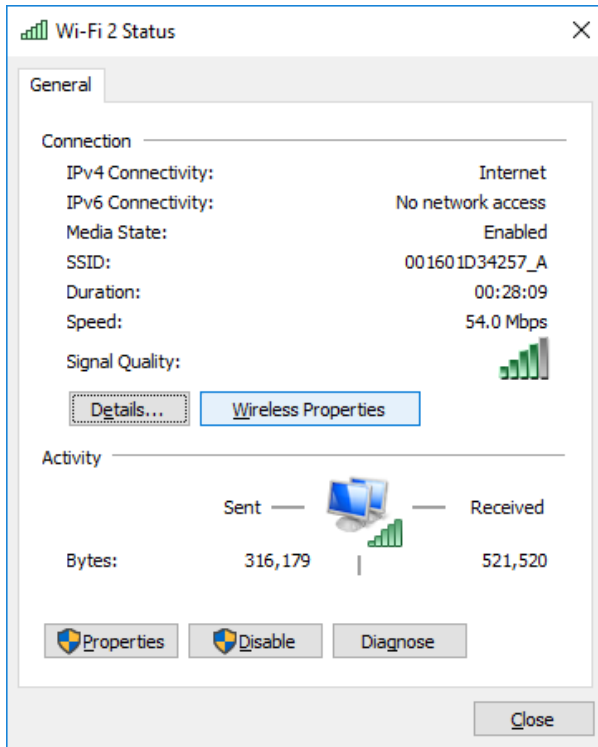 Wi-Fi 2 Status
General
Connection
IPv4 Connectivity: Internet
IPv6 Connectivity: No network access
Media State: Enabled
SSID: 001601D34257_A
Duration: 00:28:09
Speed: 54.0 Mbps
Signal Quality:
Details... Wireless Properties
Activity
Sent Received
Bytes: 316,179 521,520
Properties Disable Diagnose
Close